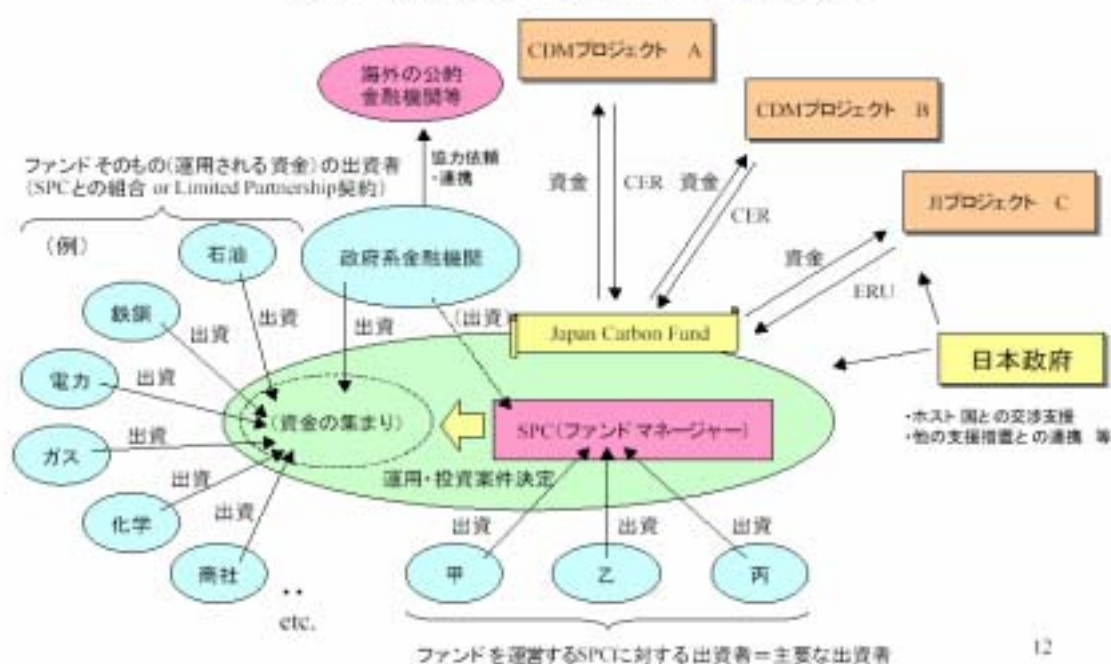 CDMプロジェクト A
海外の公的
金融機関等
CDMプロジェクト B
協力依頼
・連携
ファンドそのもの(運用される資金)の出資者
(SPCとの組合 or Limited Partnership契約)
資金
CER
資金
CER
JIプロジェクト C
(例)
石油
政府系金融機関
資金
ERU
鉄鋼
出資
出資
出資
(出資)
Japan Carbon Fund
日本政府
電力
出資
(資金の集まり)
SPC(ファンドマネージャー)
・ホスト国との交渉支援
・他の支援措置との連携 等
ガス
出資
運用・投資案件決定
出資
化学
出資
出資
出資
出資
商社
甲
乙
丙
・・
etc.
ファンドを運営するSPCに対する出資者=主要な出資者
12